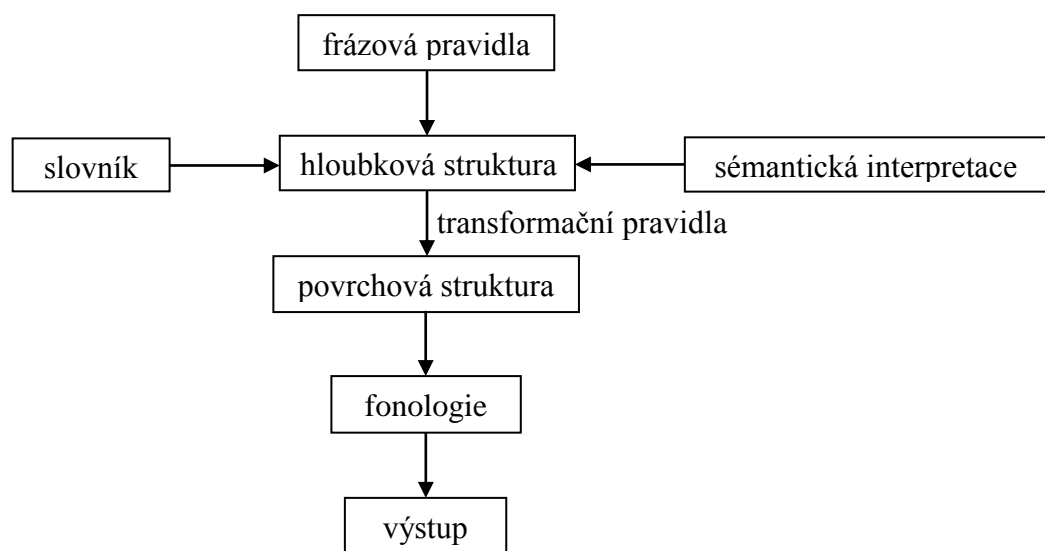 frázová pravidla
slovník
hloubková struktura
sémantická interpretace
transformační pravidla
povrchová struktura
fonologie
výstup